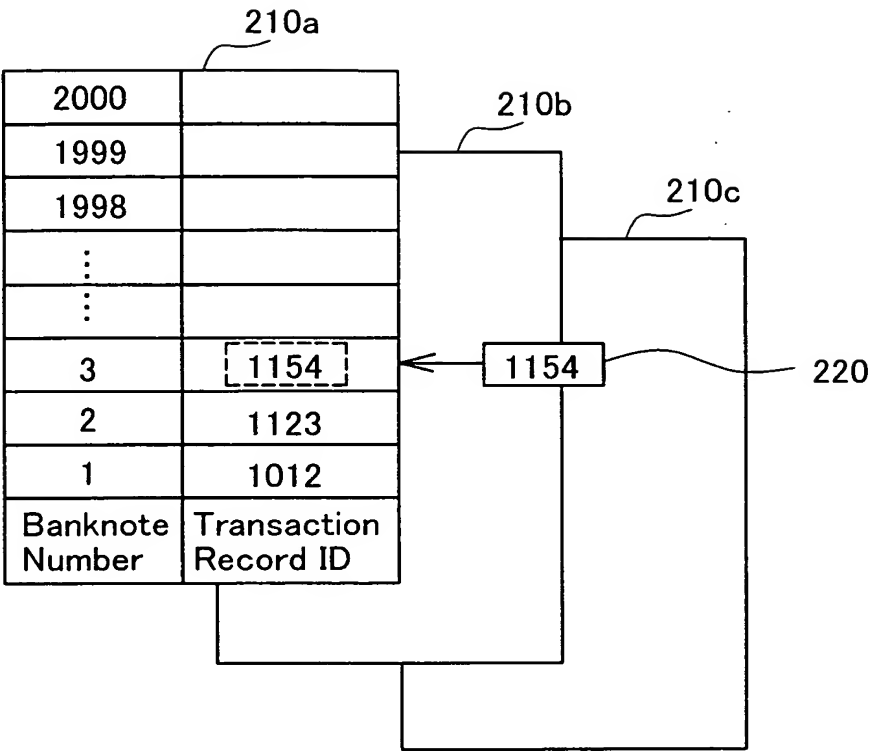 210a
2000
210b
1999
210c
1998
⋮
⋮
3 1154 1154 220
2 1123
1 1012
Banknote Transaction
Number Record ID